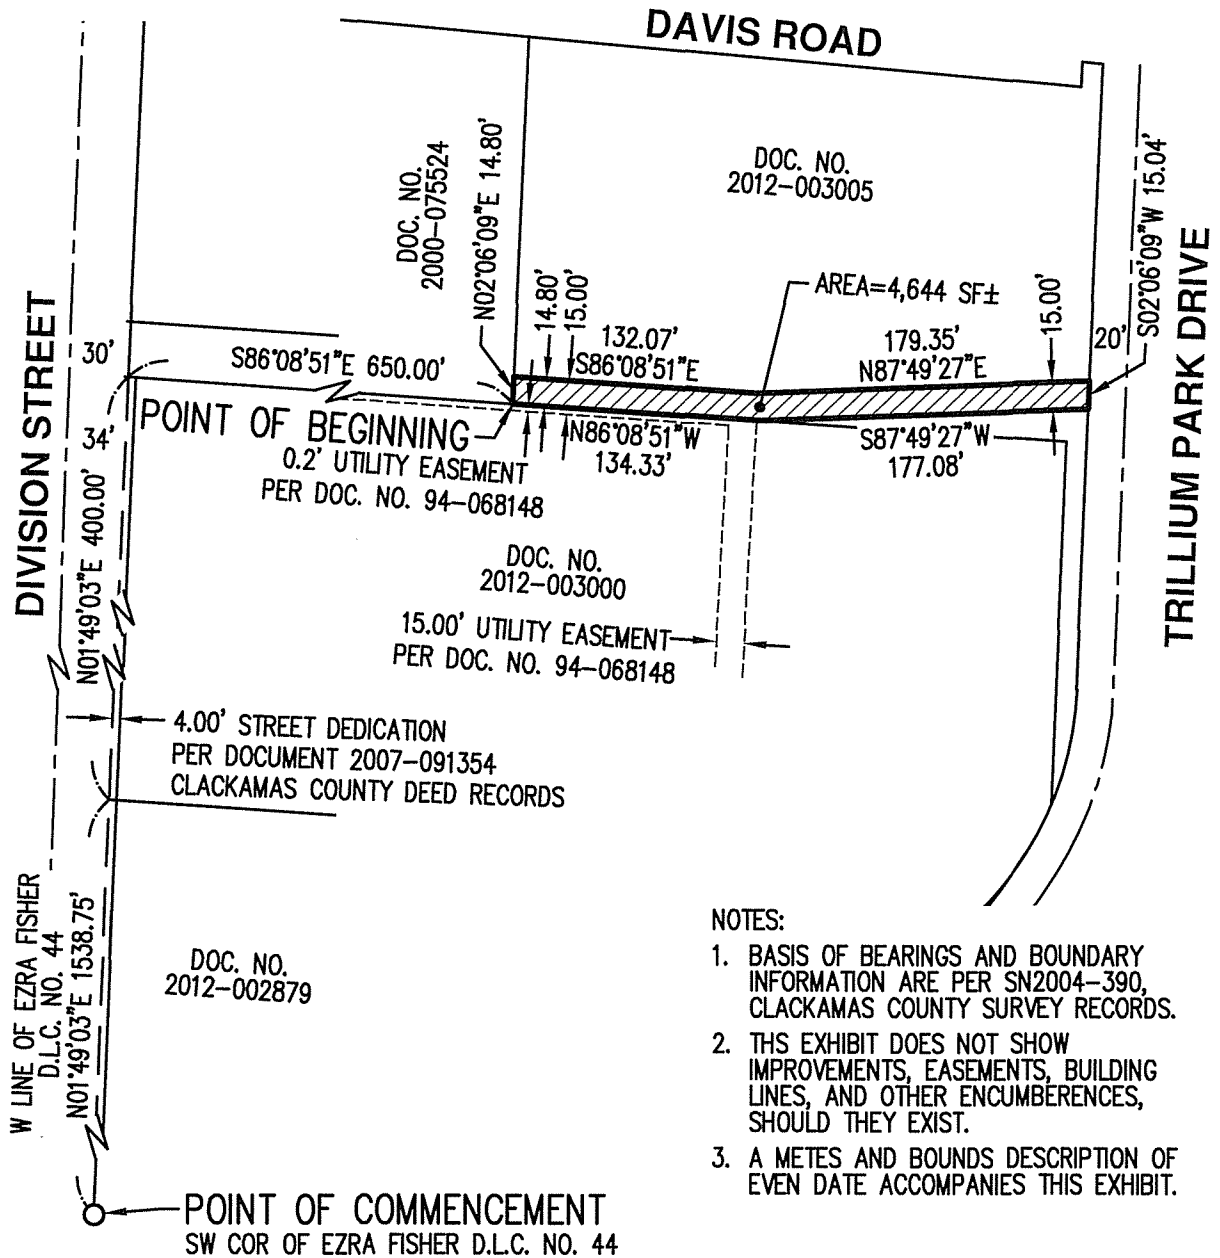 DAVIS ROAD
DOC. NO.
2012-003005
DOC. NO.
2000-075524
N02°06'09"E 14.80'
14.80'
15.00'
AREA=4,644 SF±
15.00'
S02°06'09"W 15.04'
20'
TRILLIUM PARK DRIVE
DIVISION STREET
30'
34'
S86°08'51"E 650.00'
132.07'
S86°08'51"E
179.35'
N87°49'27"E
POINT OF BEGINNING
N86°08'51"W
134.33'
S87°49'27"W
177.08'
0.2' UTILITY EASEMENT
PER DOC. NO. 94-068148
N01°49'03"E 400.00'
DOC. NO.
2012-003000
15.00' UTILITY EASEMENT
PER DOC. NO. 94-068148
4.00' STREET DEDICATION
PER DOCUMENT 2007-091354
CLACKAMAS COUNTY DEED RECORDS
W LINE OF EZRA FISHER
D.L.C. NO. 44
N01°49'03"E 1538.75'
DOC. NO.
2012-002879
NOTES:
1. BASIS OF BEARINGS AND BOUNDARY
INFORMATION ARE PER SN2004-390,
CLACKAMAS COUNTY SURVEY RECORDS.
2. THS EXHIBIT DOES NOT SHOW
IMPROVEMENTS, EASEMENTS, BUILDING
LINES, AND OTHER ENCUMBERENCES,
SHOULD THEY EXIST.
3. A METES AND BOUNDS DESCRIPTION OF
EVEN DATE ACCOMPANIES THIS EXHIBIT.
POINT OF COMMENCEMENT
SW COR OF EZRA FISHER D.L.C. NO. 44